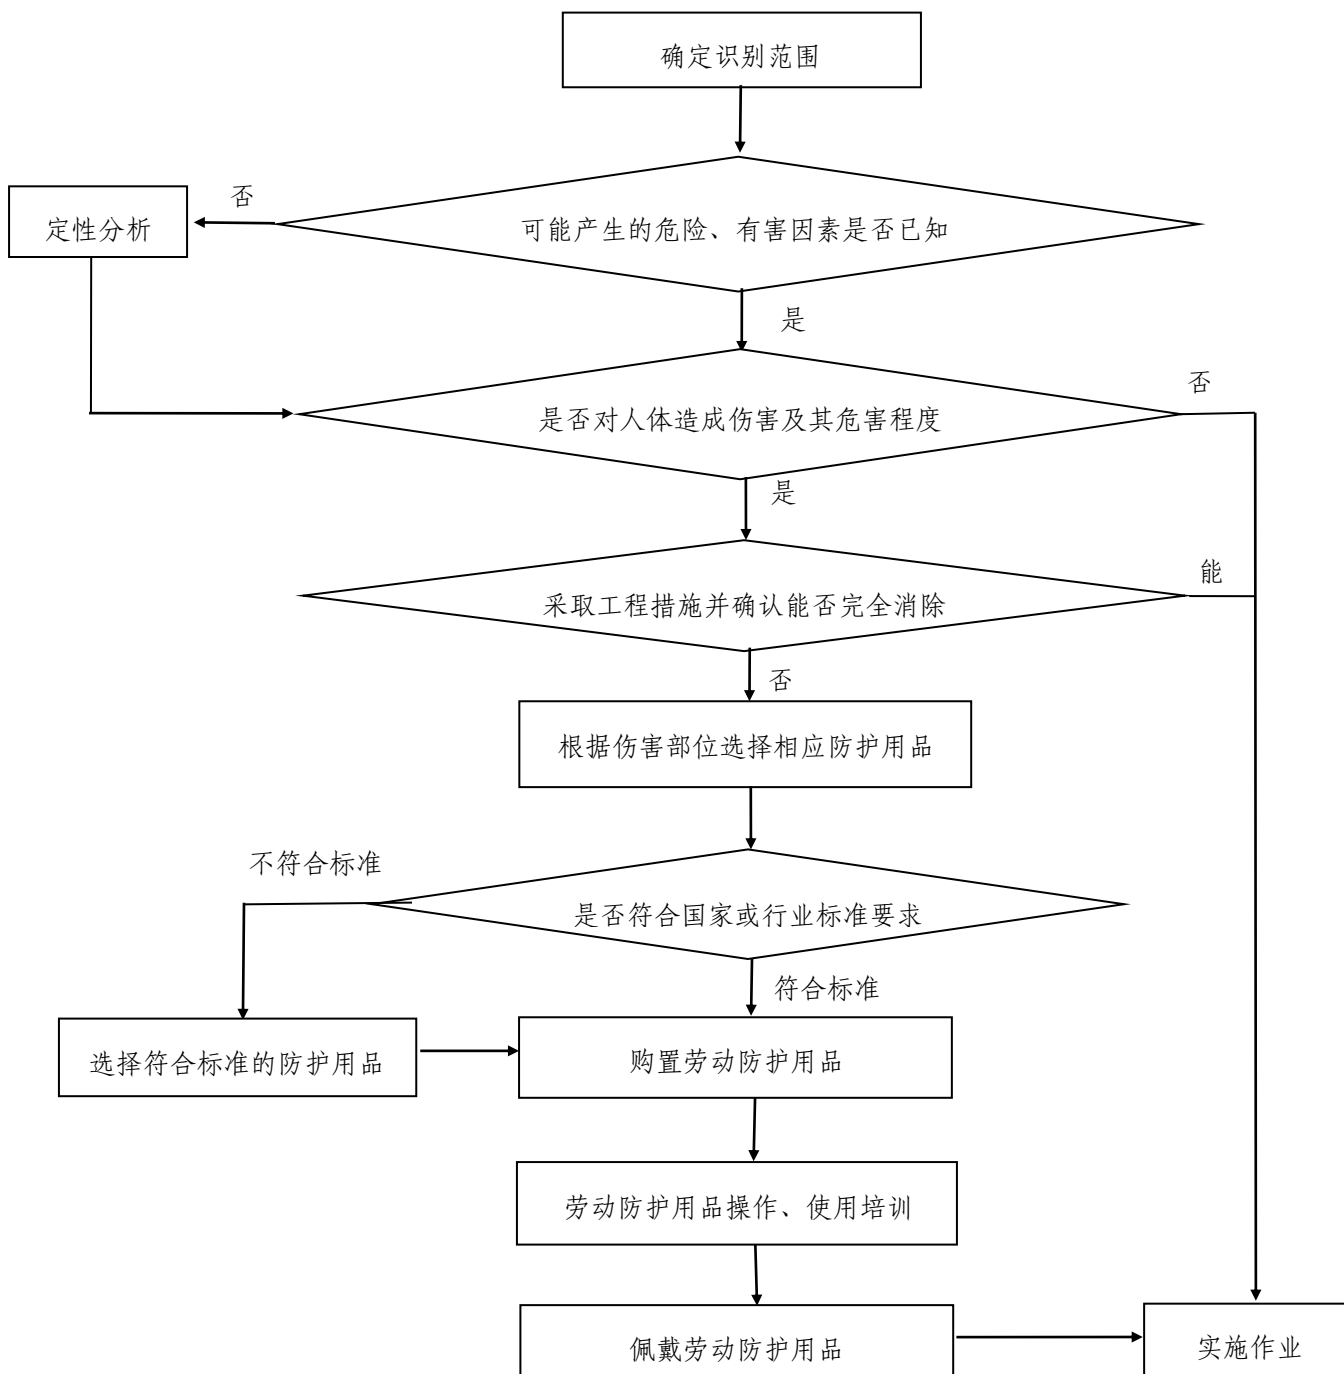 确定识别范围
否
定性分析
可能产生的危险、有害因素是否已知
是
否
是否对人体造成伤害及其危害程度
是
能
采取工程措施并确认能否完全消除
否
根据伤害部位选择相应防护用品
不符合标准
是否符合国家或行业标准要求
符合标准
选择符合标准的防护用品
购置劳动防护用品
劳动防护用品操作、使用培训
佩戴劳动防护用品
实施作业